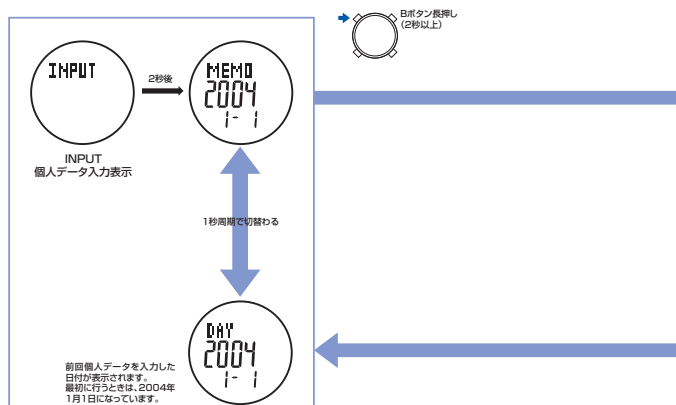 Bボタン長押し
(2秒以上)
INPUT
2秒後
MEMO
2004
1- 1
INPUT
個人データ入力表示
1秒周期で切替わる
DAY
2004
1- 1
前回個人データを入力した
日付が表示されます。
最初に行うときは、2004年
1月1日になっています。